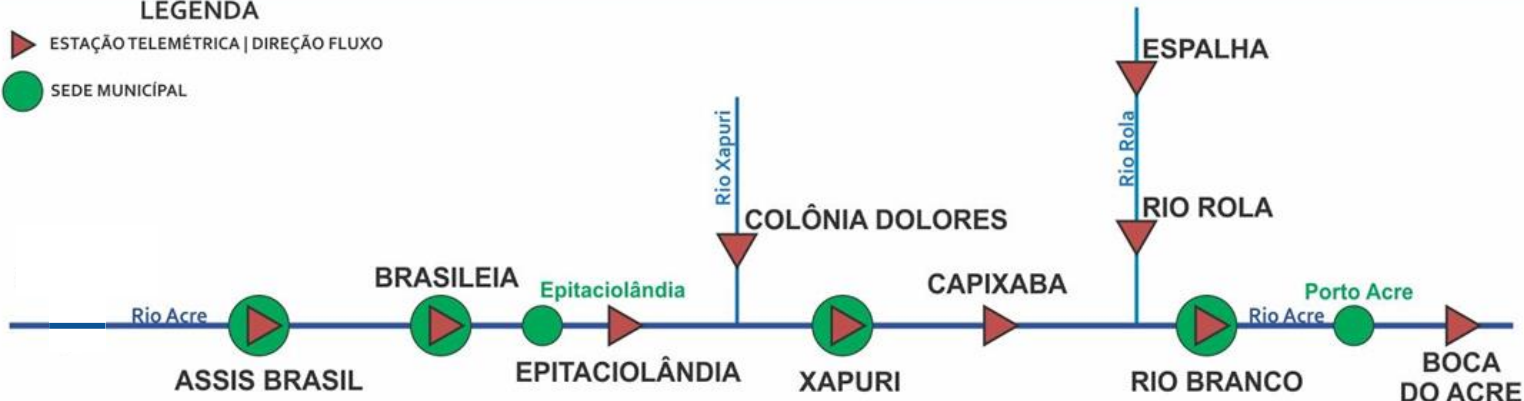 LEGENDA
ESTAÇÃO TELEMÉTRICA | DIREÇÃO FLUXO
SEDE MUNICÍPAL
ESPALHA
Rio Xapuri
Rio Rola
COLÔNIA DOLORES
RIO ROLA
BRASILEIA
Epitaciolândia
CAPIXABA
Porto Acre
Rio Acre
Rio Acre
ASSIS BRASIL
EPITACIOLÂNDIA
XAPURI
RIO BRANCO
BOCA
DO ACRE